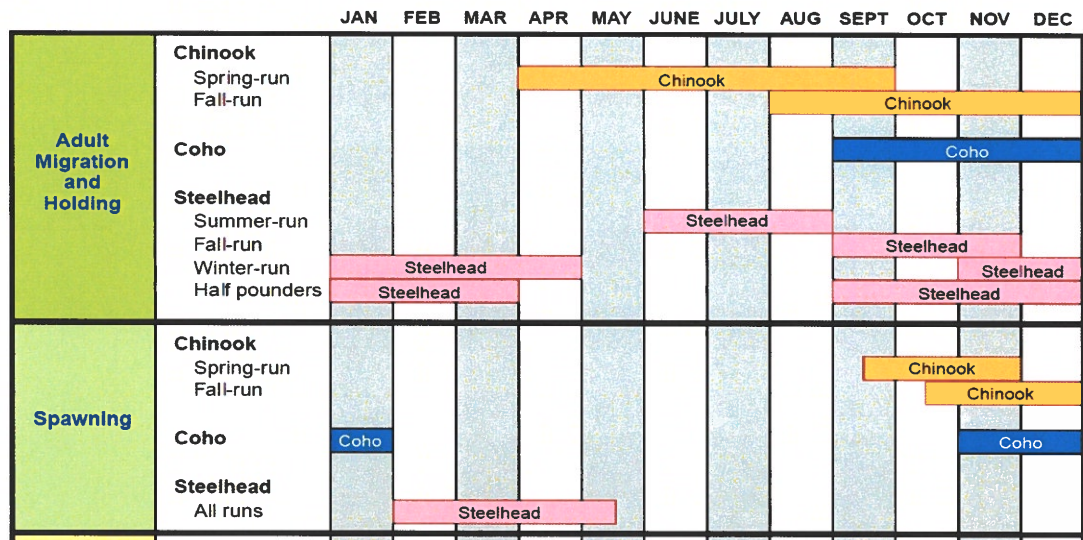 JAN FEB MAR APR MAY JUNE JULY AUG SEPT OCT NOV DEC
Adult
Migration
and
Holding
Chinook
Spring-run Chinook
Fall-run Chinook
Coho Coho
Steelhead
Summer-run Steelhead
Fall-run Steelhead
Winter-run Steelhead Steelhead
Half pounders Steelhead Steelhead
Spawning
Chinook
Spring-run Chinook
Fall-run Chinook
Coho Coho Coho
Steelhead
All runs Steelhead